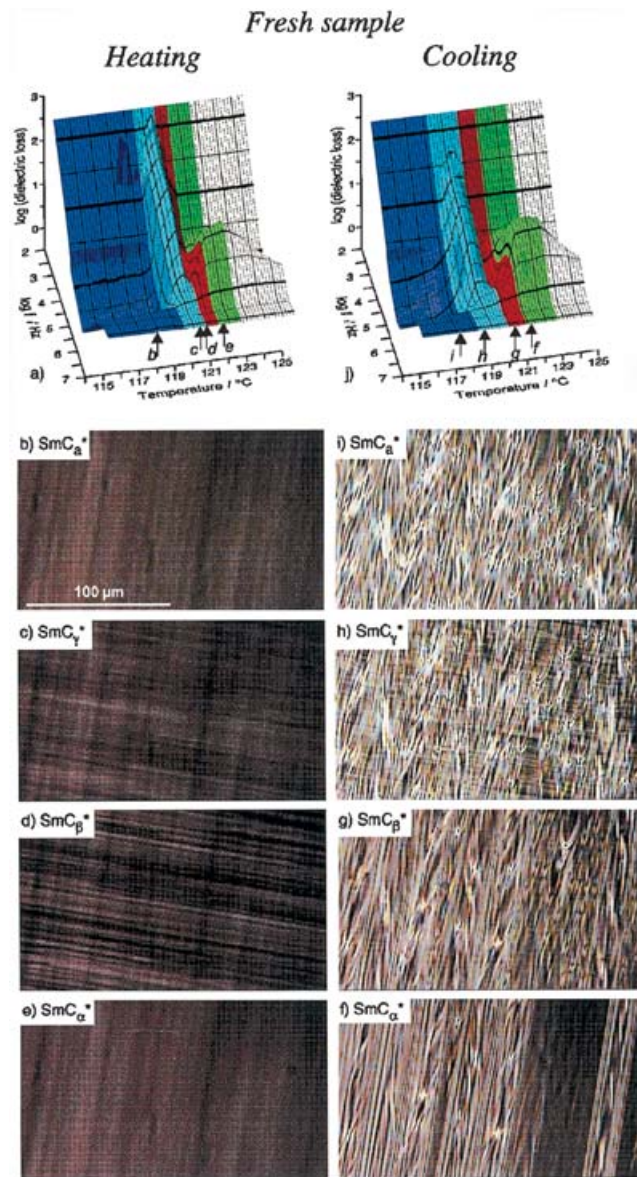 Fresh sample
Heating
Cooling
log (dielectric loss)
3
2
1
0
2
3
4
5
6
7
log f / Hz
115
117
119
121
123
125
Temperature / °C
a)
b
c
d
e
log (dielectric loss)
3
2
1
0
2
3
4
5
6
7
log f / Hz
115
117
119
121
123
125
Temperature / °C
j)
i
h
g
f
b) SmCa*
100 µm
i) SmCa*
c) SmCγ*
h) SmCγ*
d) SmCβ*
g) SmCβ*
e) SmCα*
f) SmCα*